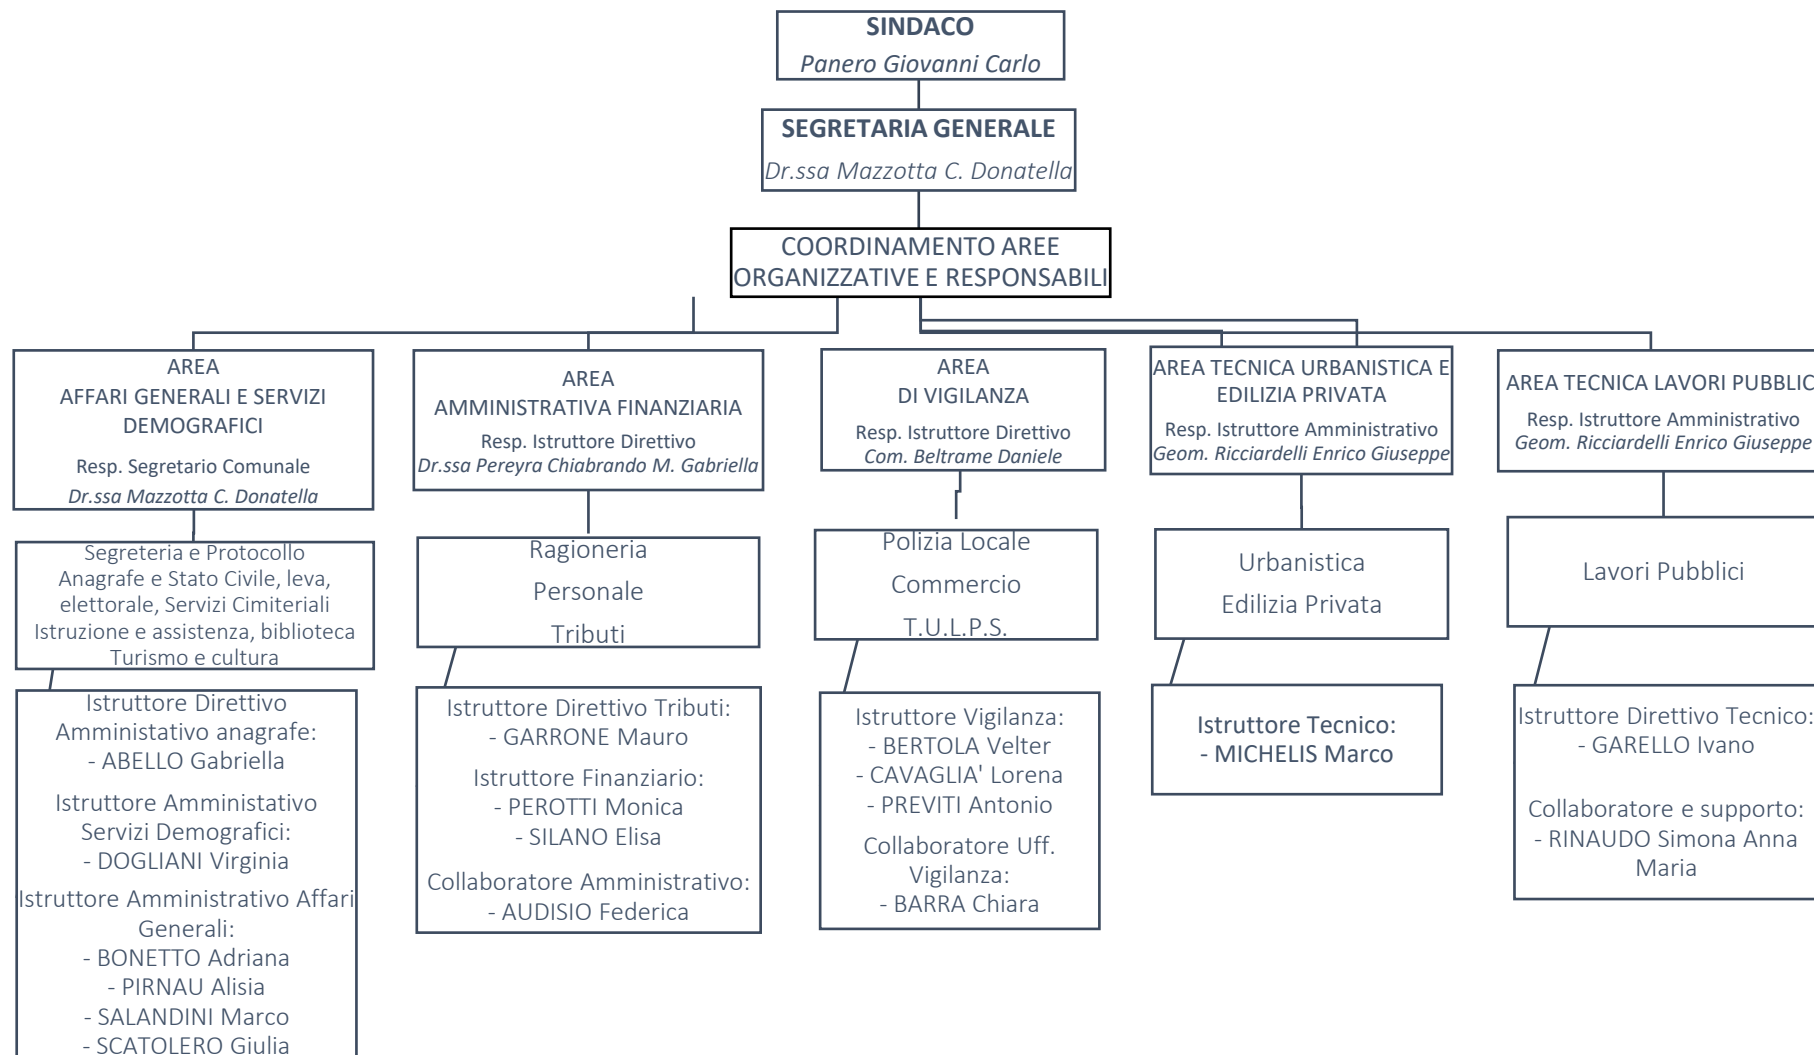 SINDACO
Panero Giovanni Carlo
SEGRETARIA GENERALE
Dr.ssa Mazzotta C. Donatella
COORDINAMENTO AREE
ORGANIZZATIVE E RESPONSABILI
AREA
AFFARI GENERALI E SERVIZI
DEMOGRAFICI
Resp. Segretario Comunale
Dr.ssa Mazzotta C. Donatella
AREA
AMMINISTRATIVA FINANZIARIA
Resp. Istruttore Direttivo
Dr.ssa Pereyra Chiabrando M. Gabriella
AREA
DI VIGILANZA
Resp. Istruttore Direttivo
Com. Beltrame Daniele
AREA TECNICA URBANISTICA E
EDILIZIA PRIVATA
Resp. Istruttore Amministrativo
Geom. Ricciardelli Enrico Giuseppe
AREA TECNICA LAVORI PUBBLICI
Resp. Istruttore Amministrativo
Geom. Ricciardelli Enrico Giuseppe
Segreteria e Protocollo
Anagrafe e Stato Civile, leva,
elettorale, Servizi Cimiteriali
Istruzione e assistenza, biblioteca
Turismo e cultura
Ragioneria
Personale
Tributi
Polizia Locale
Commercio
T.U.L.P.S.
Urbanistica
Edilizia Privata
Lavori Pubblici
Istruttore Direttivo
Amministativo anagrafe:
- ABELLO Gabriella
Istruttore Amministativo
Servizi Demografici:
- DOGLIANI Virginia
Istruttore Amministrativo Affari
Generali:
- BONETTO Adriana
- PIRNAU Alisia
- SALANDINI Marco
- SCATOLERO Giulia
Istruttore Direttivo Tributi:
- GARRONE Mauro
Istruttore Finanziario:
- PEROTTI Monica
- SILANO Elisa
Collaboratore Amministrativo:
- AUDISIO Federica
Istruttore Vigilanza:
- BERTOLA Velter
- CAVAGLIA' Lorena
- PREVITI Antonio
Collaboratore Uff.
Vigilanza:
- BARRA Chiara
Istruttore Tecnico:
- MICHELIS Marco
Istruttore Direttivo Tecnico:
- GARELLO Ivano
Collaboratore e supporto:
- RINAUDO Simona Anna
Maria